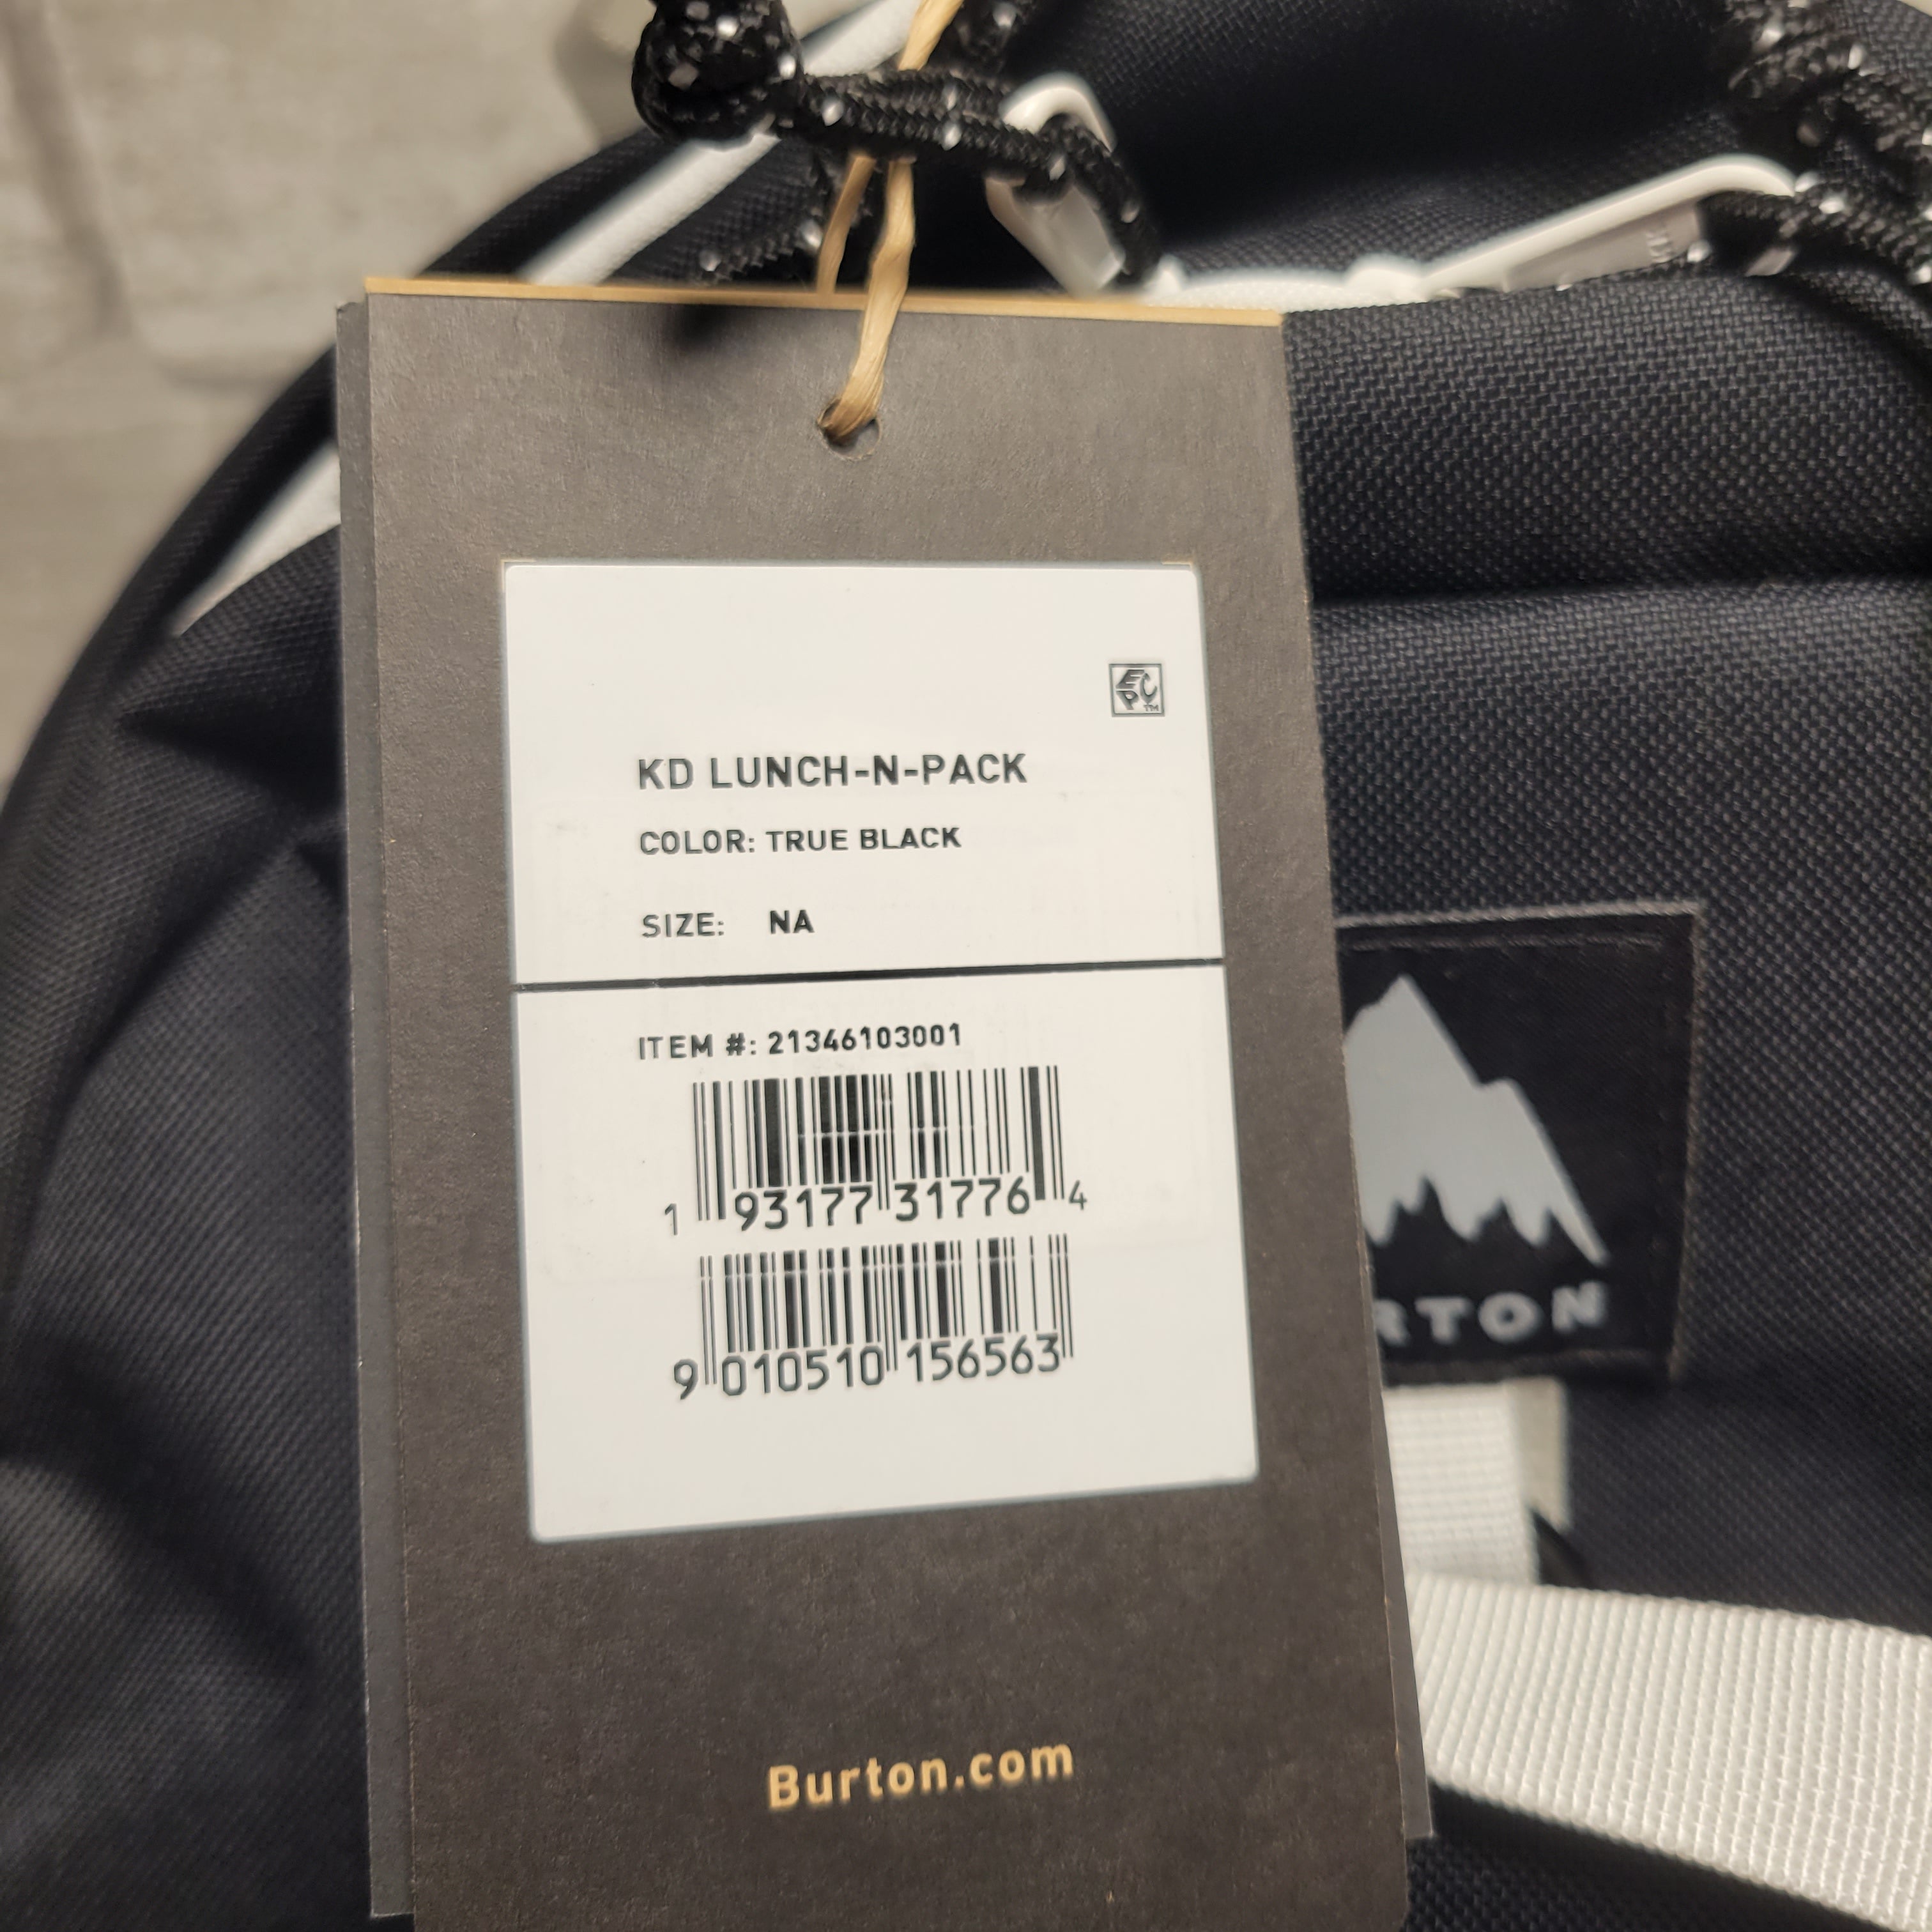 EPC™
KD LUNCH-N-PACK
COLOR: TRUE BLACK
SIZE: NA
ITEM #: 21346103001
1 93177 31776 4
9 010510 156563
RTON
Burton.com